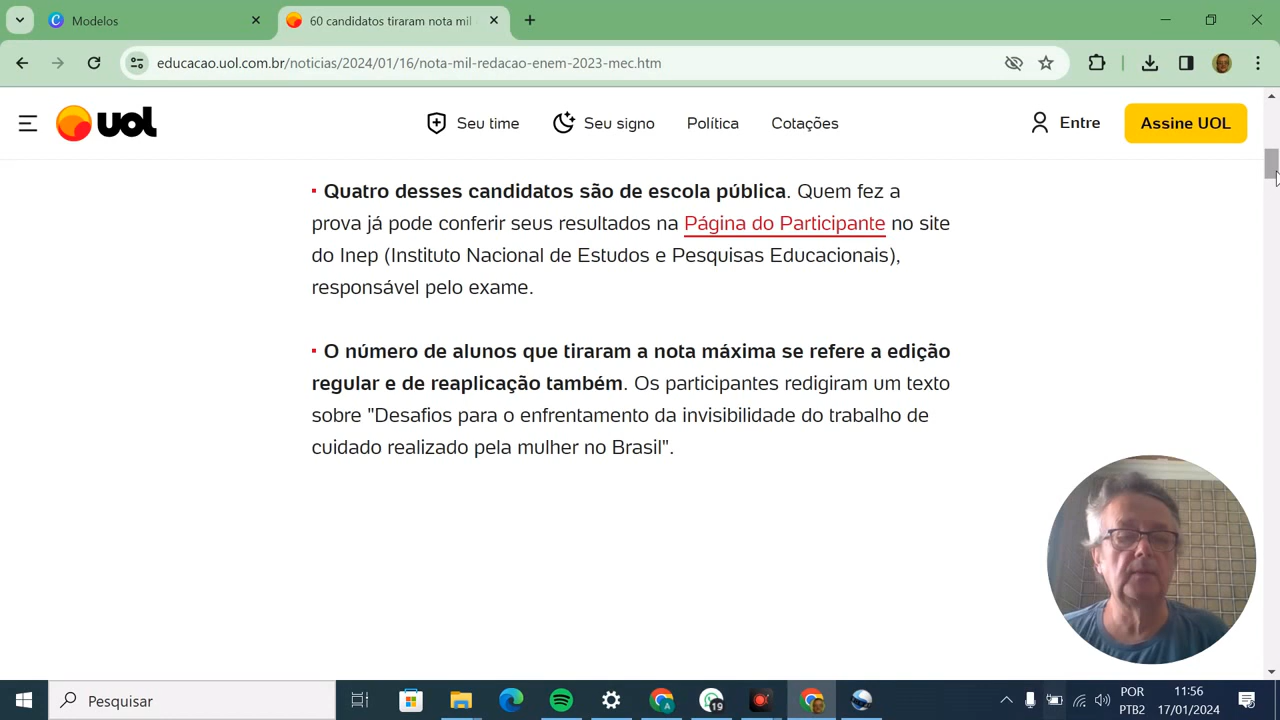 Modelos
60 candidatos tiraram nota mil
educacao.uol.com.br/noticias/2024/01/16/nota-mil-redacao-enem-2023-mec.htm
uol
Seu time
Seu signo
Política
Cotações
Entre
Assine UOL
Quatro desses candidatos são de escola pública. Quem fez a
prova já pode conferir seus resultados na Página do Participante no site
do Inep (Instituto Nacional de Estudos e Pesquisas Educacionais),
responsável pelo exame.
O número de alunos que tiraram a nota máxima se refere a edição
regular e de reaplicação também. Os participantes redigiram um texto
sobre "Desafios para o enfrentamento da invisibilidade do trabalho de
cuidado realizado pela mulher no Brasil".
Pesquisar
A
19
POR
PTB2
11:56
17/01/2024